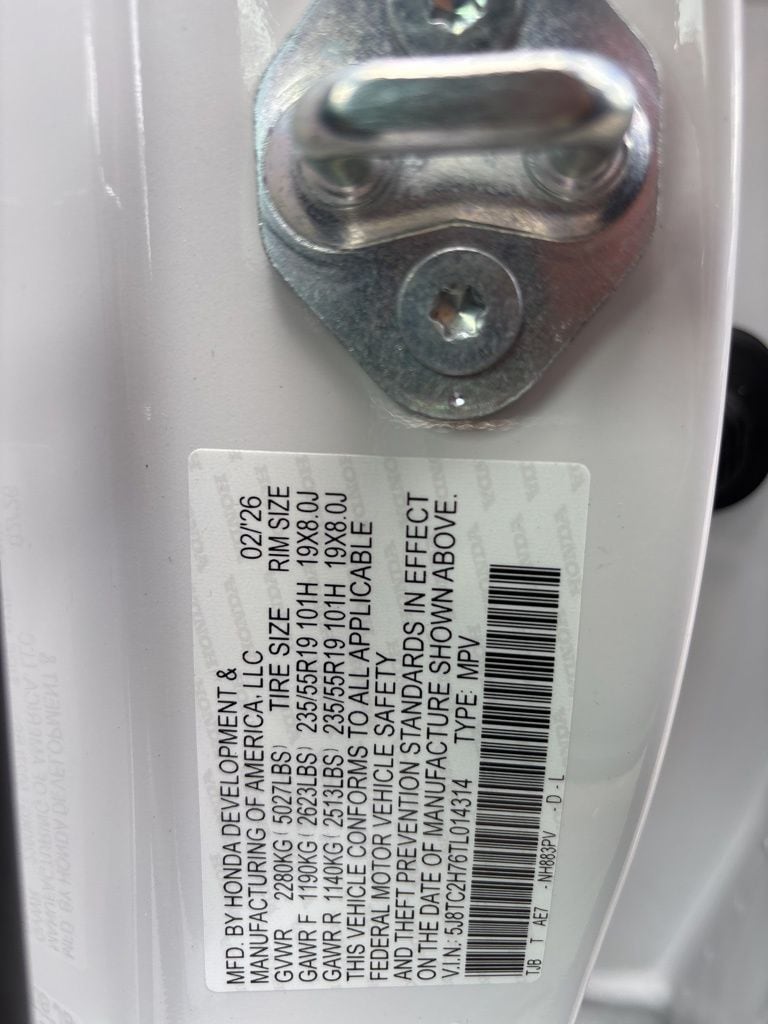 MFD. BY HONDA DEVELOPMENT &
MANUFACTURING OF AMERICA. LLC 02/'26
GVWR 2280KG ( 5027LBS) TIRE SIZE RIM SIZE
GAWR F 1190KG ( 2623LBS) 235/55R19 101H 19X8.0J
GAWR R 1140KG ( 2513LBS) 235/55R19 101H 19X8.0J
THIS VEHICLE CONFORMS TO ALL APPLICABLE
FEDERAL MOTOR VEHICLE SAFETY
AND THEFT PREVENTION STANDARDS IN EFFECT
ON THE DATE OF MANUFACTURE SHOWN ABOVE.
V.I.N.: 5J8TC2H76TL014314 TYPE: MPV
TJB T AE7 -NH883PV -D-L